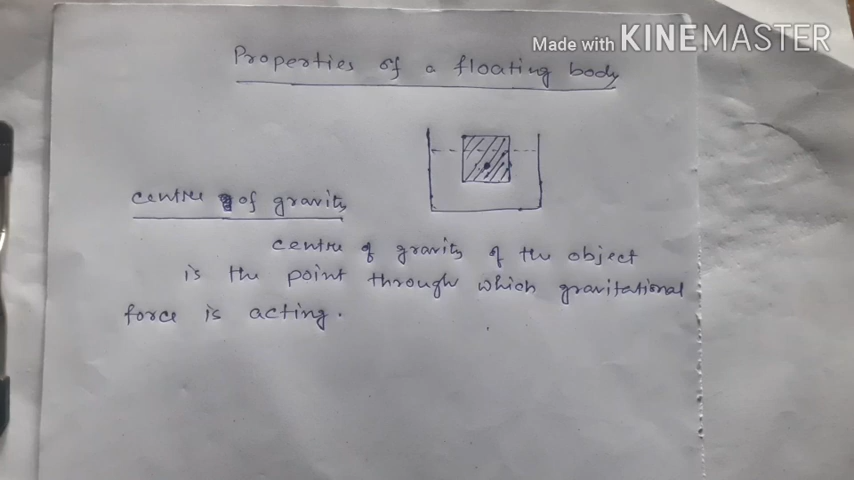 Made with KINEMASTER
Properties of a floating body
centre of gravity
centre of gravity of the object
is the point through which gravitational
force is acting.